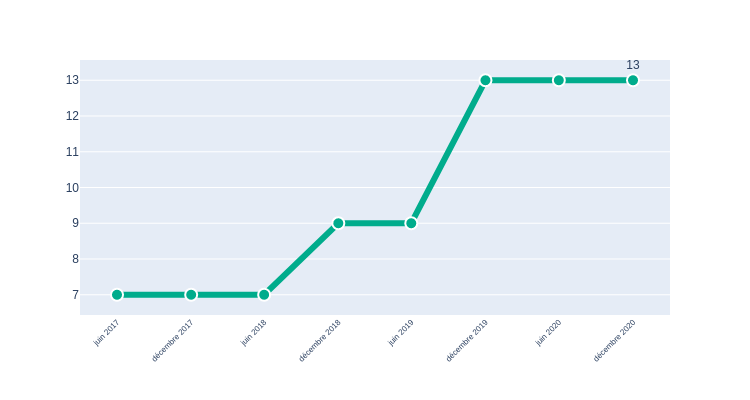 13
13
12
11
10
9
8
7
juin 2017
décembre 2017
juin 2018
décembre 2018
juin 2019
décembre 2019
juin 2020
décembre 2020